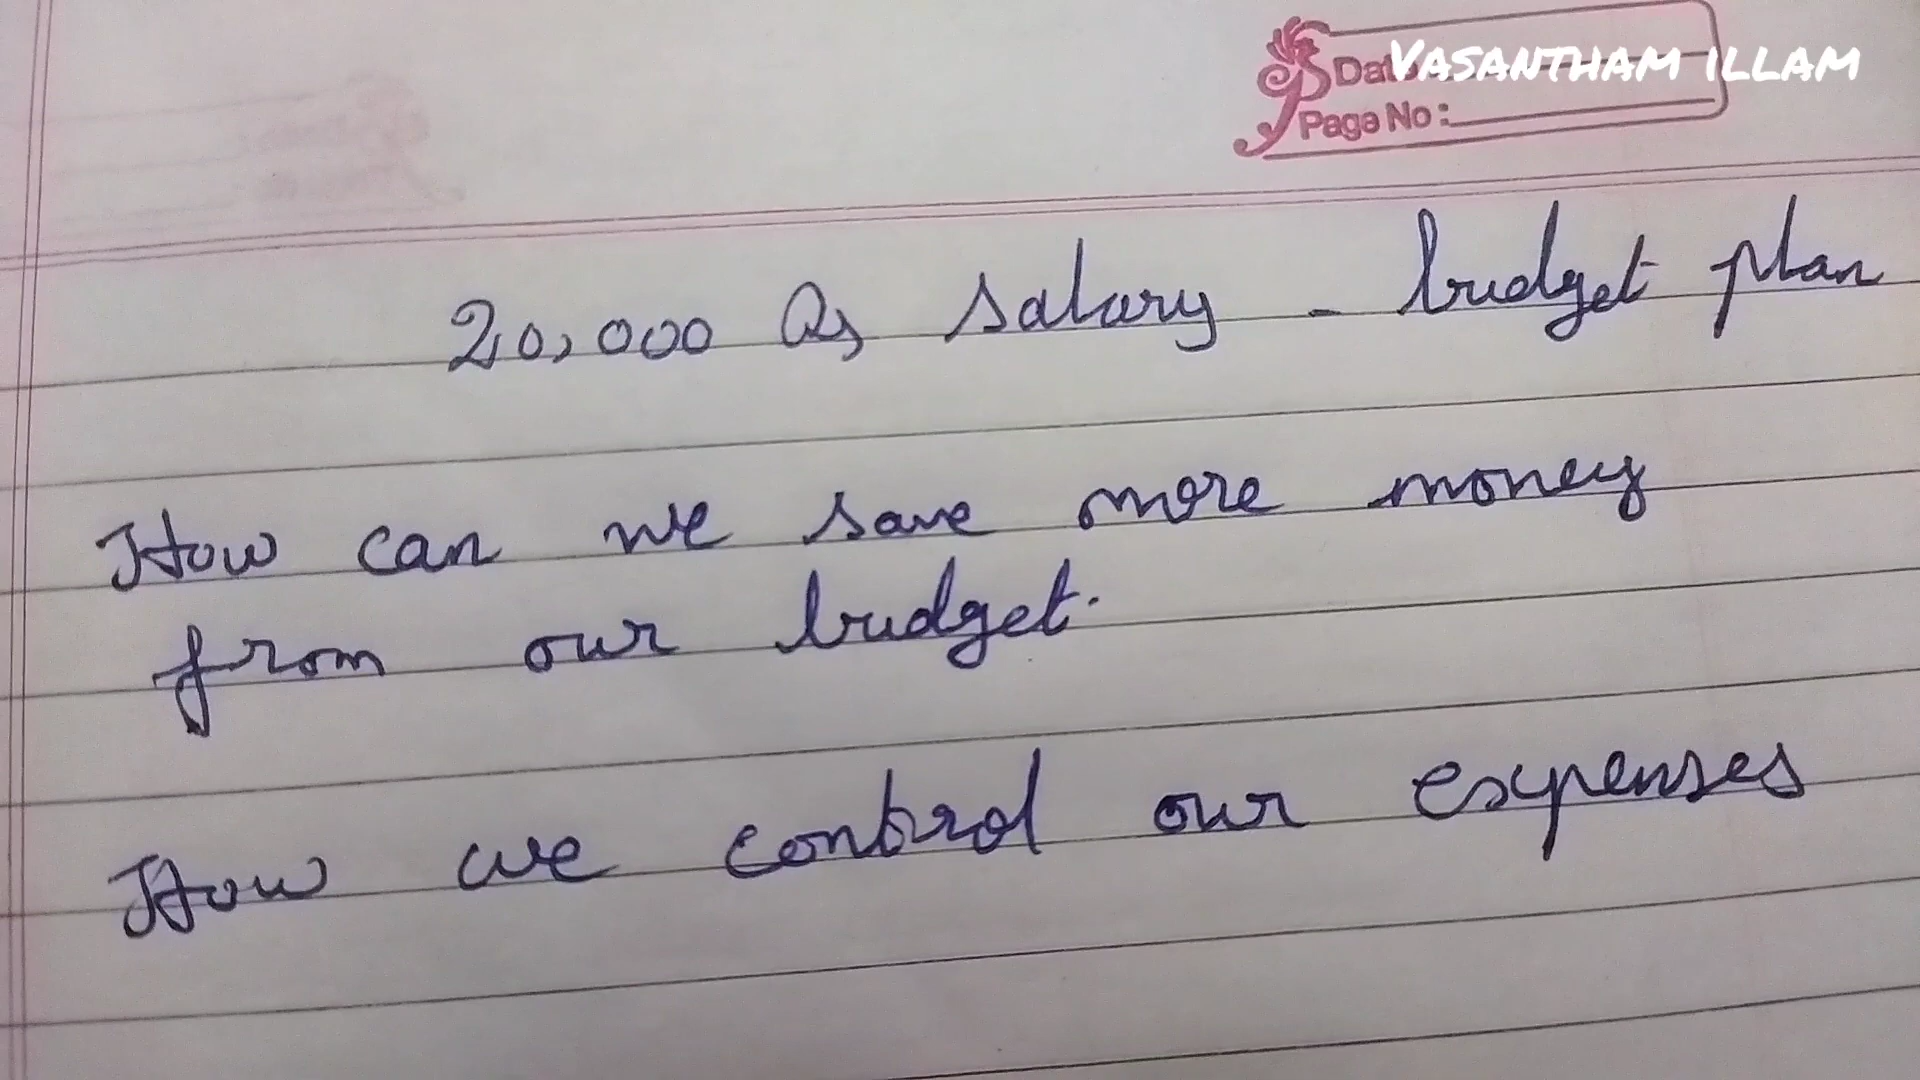 VASANTHAM ILLAM
Date
Page No:
20,000 Rs salary - budget plan
How can we save more money
from our budget.
How we control our expenses